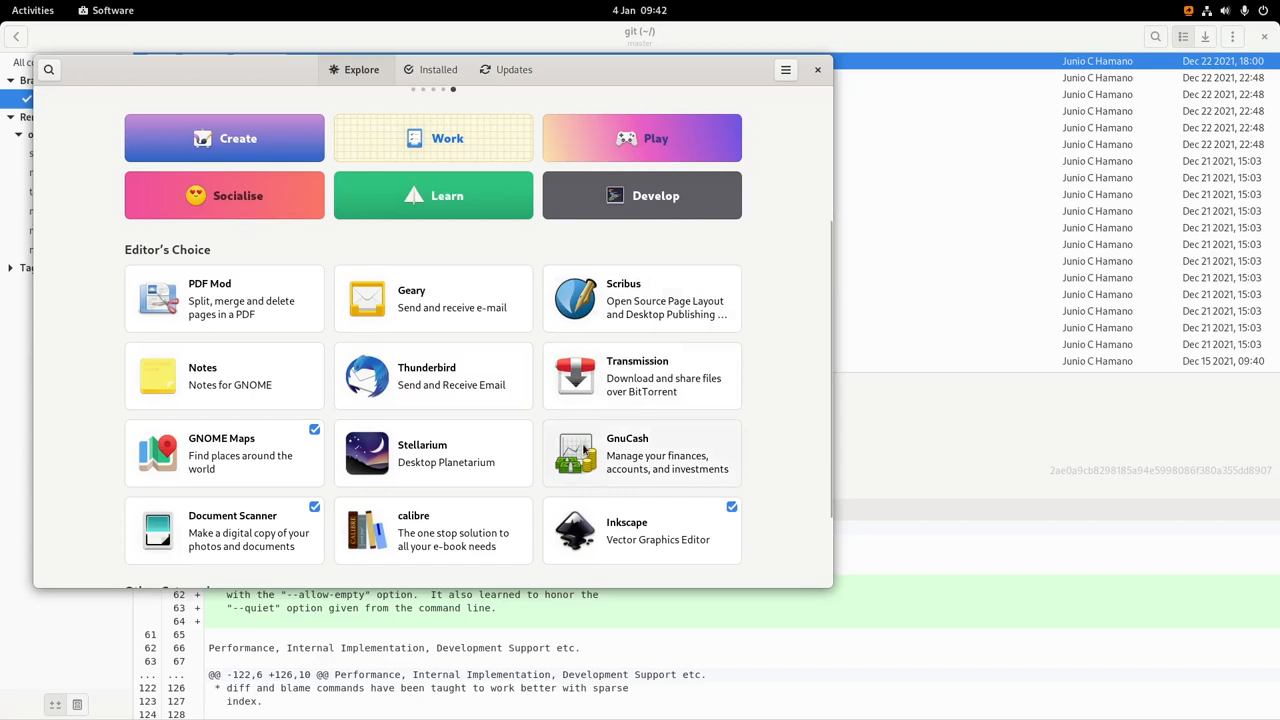 Activities
Software
4 Jan 09:42
git (~/)
master
All co
Bra
Rem
o
s
t
Tag
Junio C Hamano Dec 22 2021, 18:00
Junio C Hamano Dec 22 2021, 22:48
Junio C Hamano Dec 22 2021, 22:48
Junio C Hamano Dec 22 2021, 22:48
Junio C Hamano Dec 22 2021, 22:48
Junio C Hamano Dec 22 2021, 22:48
Junio C Hamano Dec 21 2021, 15:03
Junio C Hamano Dec 21 2021, 15:03
Junio C Hamano Dec 21 2021, 15:03
Junio C Hamano Dec 21 2021, 15:03
Junio C Hamano Dec 21 2021, 15:03
Junio C Hamano Dec 21 2021, 15:03
Junio C Hamano Dec 21 2021, 15:03
Junio C Hamano Dec 21 2021, 15:03
Junio C Hamano Dec 21 2021, 15:03
Junio C Hamano Dec 21 2021, 15:03
Junio C Hamano Dec 21 2021, 15:03
Junio C Hamano Dec 21 2021, 15:03
Junio C Hamano Dec 15 2021, 09:40
2ae0a9cb8298185a94e5998086f380a355dd8907
Explore
Installed
Updates
Create
Work
Play
Socialise
Learn
Develop
Editor's Choice
PDF Mod
Split, merge and delete
pages in a PDF
Geary
Send and receive e-mail
Scribus
Open Source Page Layout
and Desktop Publishing ...
Notes
Notes for GNOME
Thunderbird
Send and Receive Email
Transmission
Download and share files
over BitTorrent
GNOME Maps
Find places around the
world
Stellarium
Desktop Planetarium
GnuCash
Manage your finances,
accounts, and investments
Document Scanner
Make a digital copy of your
photos and documents
calibre
The one stop solution to
all your e-book needs
Inkscape
Vector Graphics Editor
62 + with the "--allow-empty" option. It also learned to honor the
63 + "--quiet" option given from the command line.
64 +
61 65
62 66 Performance, Internal Implementation, Development Support etc.
63 67
... ... @@ -122,6 +126,10 @@ Performance, Internal Implementation, Development Support etc.
122 126 * diff and blame commands have been taught to work better with sparse
123 127 index.
124 128